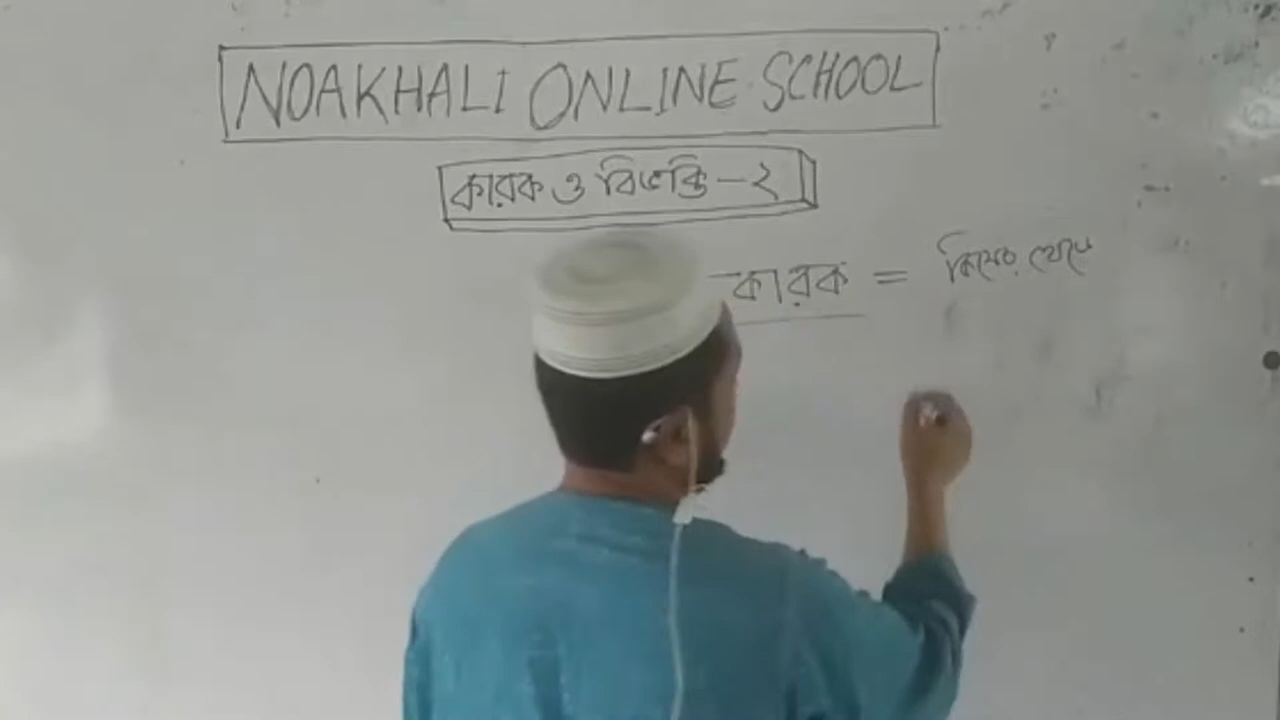 NOAKHALI ONLINE SCHOOL
কারক ও বিভক্তি - ২
কারক = কিসের থেকে